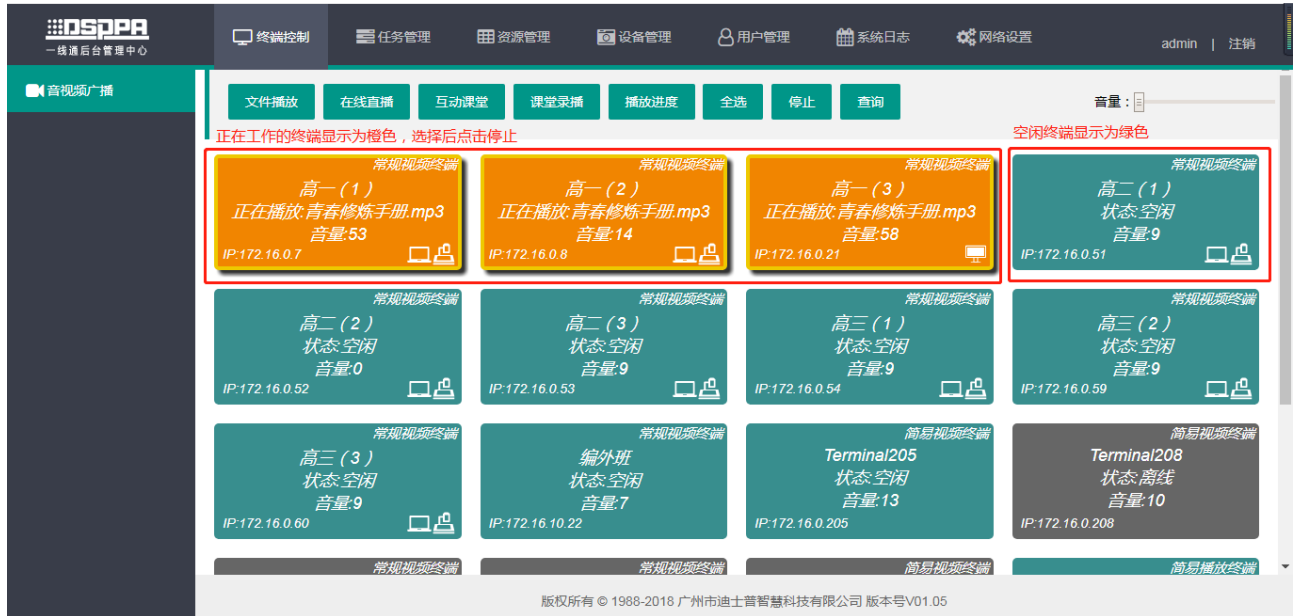 DSPPA
一线通后台管理中心
终端控制
任务管理
资源管理
设备管理
用户管理
系统日志
网络设置
admin | 注销
音视频广播
文件播放
在线直播
互动课堂
课堂录播
播放进度
全选
停止
查询
音量：
正在工作的终端显示为橙色，选择后点击停止
空闲终端显示为绿色
常规视频终端
高一（1）
正在播放:青春修炼手册.mp3
音量:53
IP:172.16.0.7
常规视频终端
高一（2）
正在播放:青春修炼手册.mp3
音量:14
IP:172.16.0.8
常规视频终端
高一（3）
正在播放:青春修炼手册.mp3
音量:58
IP:172.16.0.21
常规视频终端
高二（1）
状态:空闲
音量:9
IP:172.16.0.51
常规视频终端
高二（2）
状态:空闲
音量:0
IP:172.16.0.52
常规视频终端
高二（3）
状态:空闲
音量:9
IP:172.16.0.53
常规视频终端
高三（1）
状态:空闲
音量:9
IP:172.16.0.54
常规视频终端
高三（2）
状态:空闲
音量:9
IP:172.16.0.59
常规视频终端
高三（3）
状态:空闲
音量:9
IP:172.16.0.60
常规视频终端
编外班
状态:空闲
音量:7
IP:172.16.10.22
简易视频终端
Terminal205
状态:空闲
音量:13
IP:172.16.0.205
简易视频终端
Terminal208
状态:离线
音量:10
IP:172.16.0.208
常规视频终端
常规视频终端
简易视频终端
简易播放终端
版权所有 © 1988-2018 广州市迪士普智慧科技有限公司 版本号V01.05